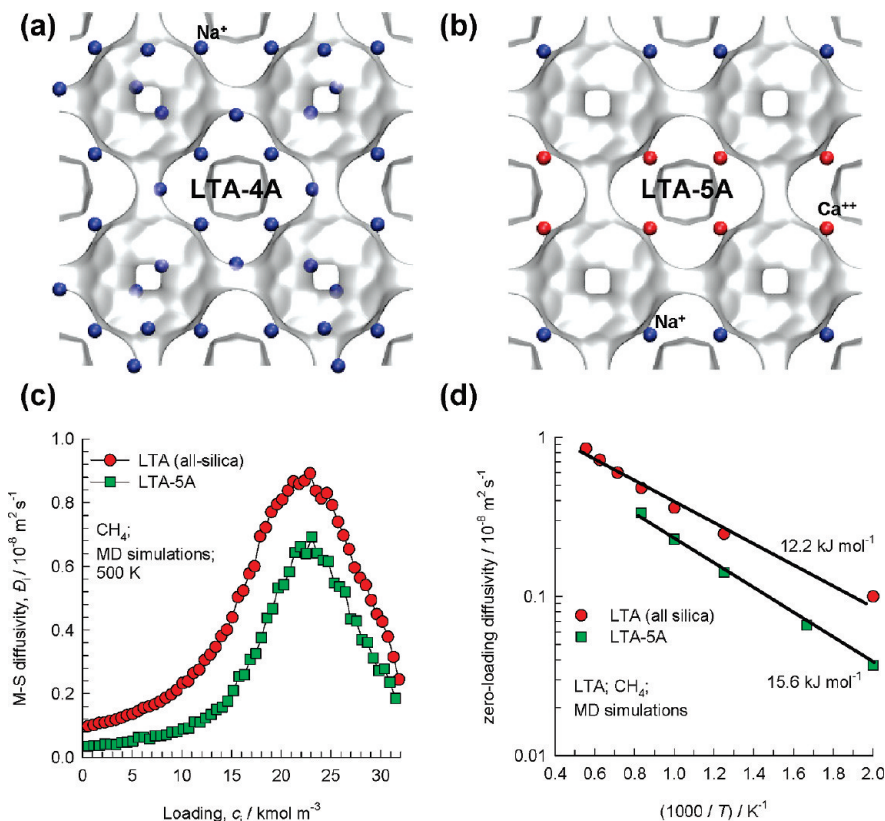 (a)
Na⁺
LTA-4A
(b)
LTA-5A
Ca⁺⁺
Na⁺
(c)
M-S diffusivity, Đᵢ / 10⁻⁸ m² s⁻¹
1.0
0.8
0.6
0.4
0.2
0.0
LTA (all-silica)
LTA-5A
CH₄;
MD simulations;
500 K
0 5 10 15 20 25 30
Loading, cᵢ / kmol m⁻³
(d)
zero-loading diffusivity / 10⁻⁸ m² s⁻¹
1
0.1
0.01
12.2 kJ mol⁻¹
LTA (all silica)
LTA-5A
15.6 kJ mol⁻¹
LTA; CH₄;
MD simulations
0.4 0.6 0.8 1.0 1.2 1.4 1.6 1.8 2.0
(1000 / T) / K⁻¹